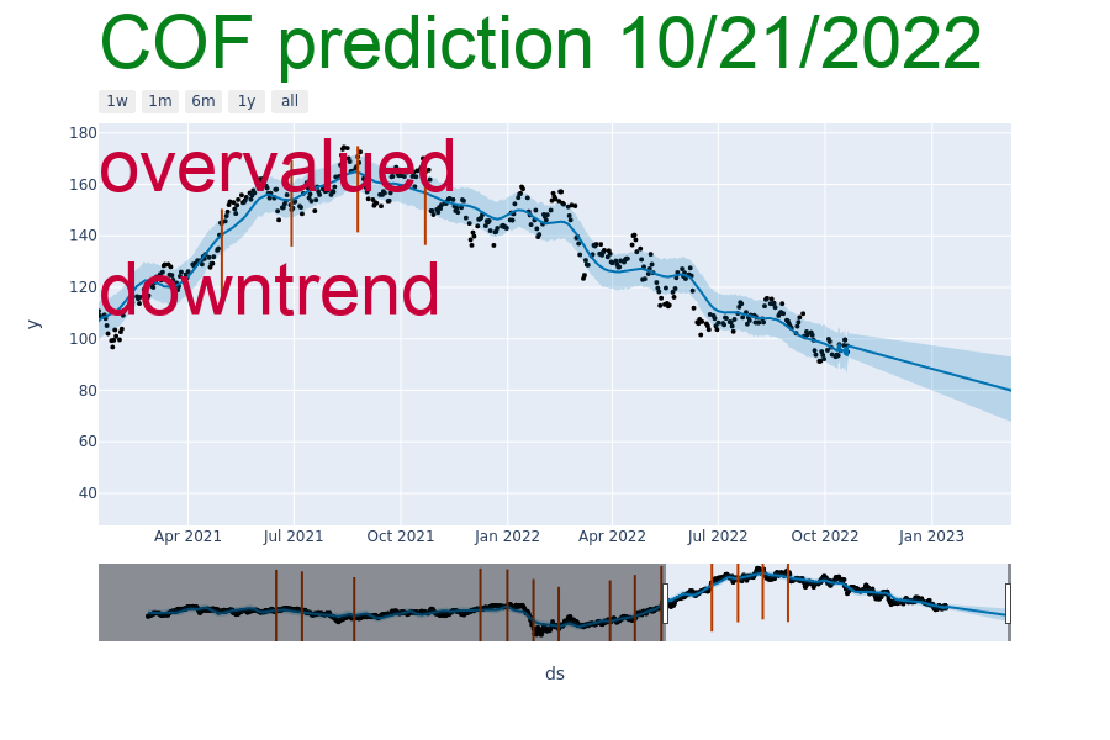 COF prediction 10/21/2022
1w 1m 6m 1y all
180
overvalued
160
140
120
downtrend
100
80
60
40
y
Apr 2021 Jul 2021 Oct 2021 Jan 2022 Apr 2022 Jul 2022 Oct 2022 Jan 2023
ds